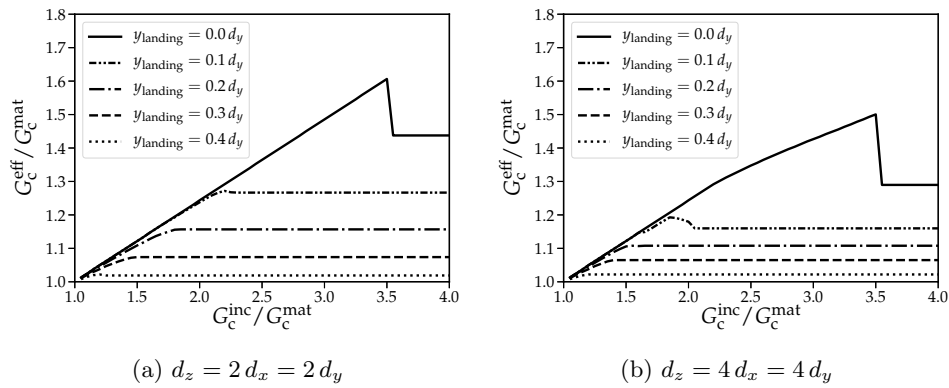 1.8
1.7
1.6
1.5
1.4
1.3
1.2
1.1
1.0
G_c^eff / G_c^mat
y_landing = 0.0 d_y
y_landing = 0.1 d_y
y_landing = 0.2 d_y
y_landing = 0.3 d_y
y_landing = 0.4 d_y
1.0 1.5 2.0 2.5 3.0 3.5 4.0
G_c^inc / G_c^mat
(a) d_z = 2 d_x = 2 d_y
1.8
1.7
1.6
1.5
1.4
1.3
1.2
1.1
1.0
G_c^eff / G_c^mat
y_landing = 0.0 d_y
y_landing = 0.1 d_y
y_landing = 0.2 d_y
y_landing = 0.3 d_y
y_landing = 0.4 d_y
1.0 1.5 2.0 2.5 3.0 3.5 4.0
G_c^inc / G_c^mat
(b) d_z = 4 d_x = 4 d_y